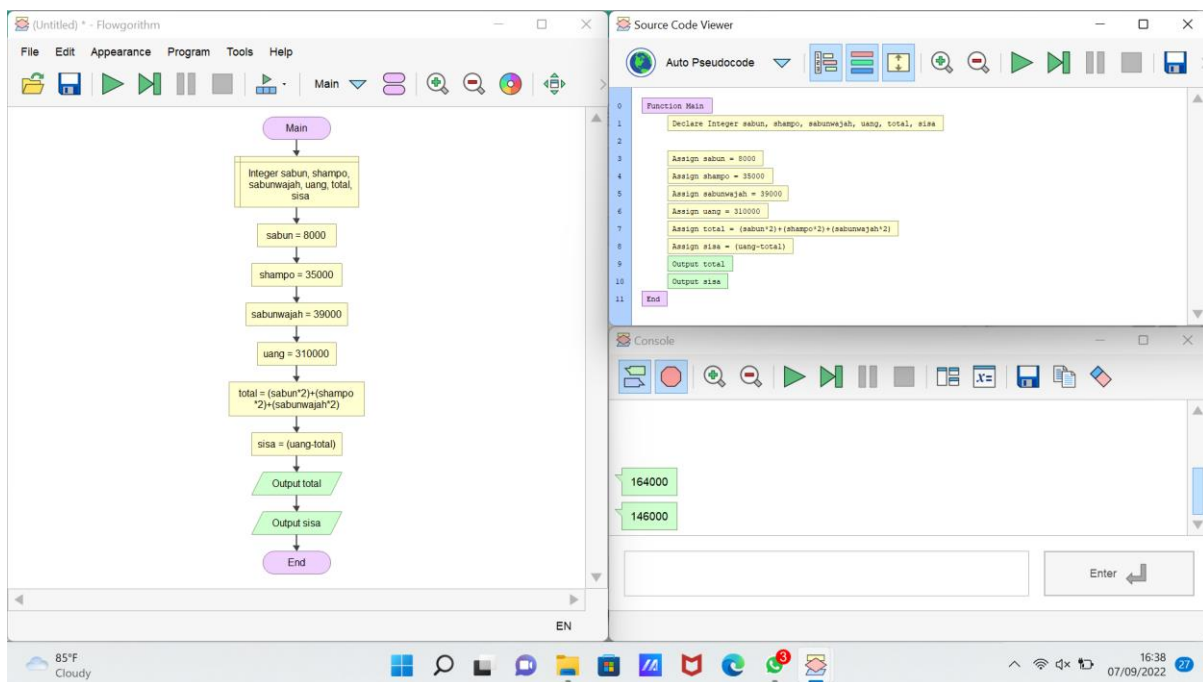 (Untitled) * - Flowgorithm
File Edit Appearance Program Tools Help
Main
Main
Integer sabun, shampo,
sabunwajah, uang, total,
sisa
sabun = 8000
shampo = 35000
sabunwajah = 39000
uang = 310000
total = (sabun*2)+(shampo
*2)+(sabunwajah*2)
sisa = (uang-total)
Output total
Output sisa
End
EN
Source Code Viewer
Auto Pseudocode
0 Function Main
1 Declare Integer sabun, shampo, sabunwajah, uang, total, sisa
2
3 Assign sabun = 8000
4 Assign shampo = 35000
5 Assign sabunwajah = 39000
6 Assign uang = 310000
7 Assign total = (sabun*2)+(shampo*2)+(sabunwajah*2)
8 Assign sisa = (uang-total)
9 Output total
10 Output sisa
11 End
Console
x=
164000
146000
Enter
85°F
Cloudy
3
16:38
07/09/2022
27